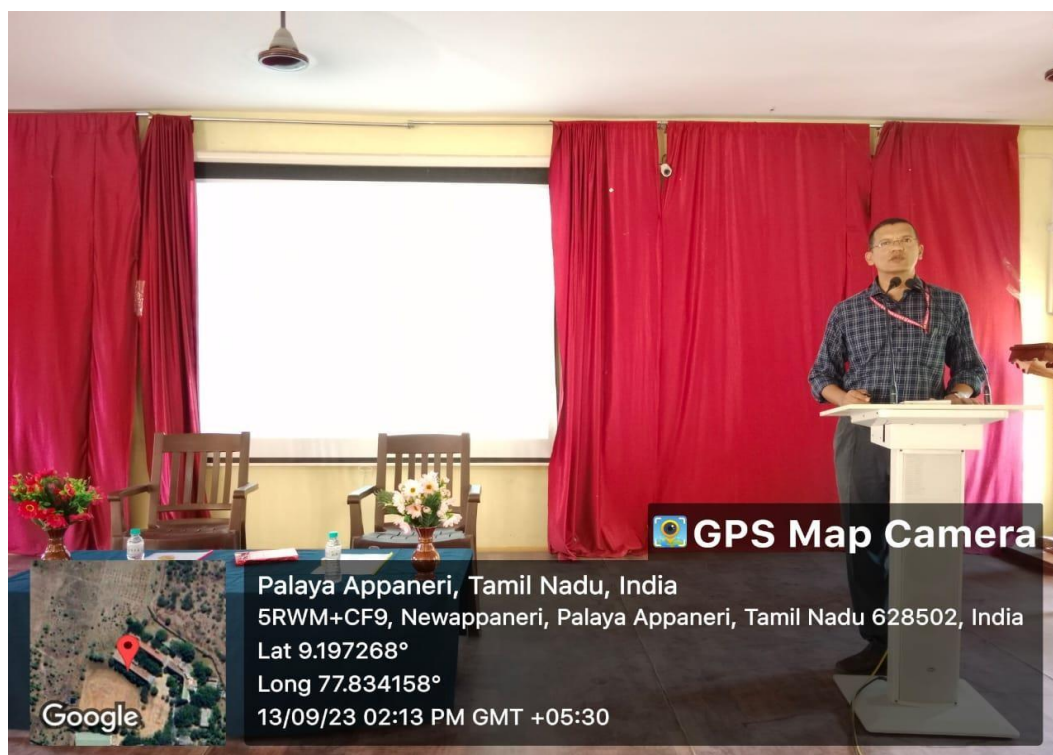 GPS Map Camera
Palaya Appaneri, Tamil Nadu, India
5RWM+CF9, Newappaneri, Palaya Appaneri, Tamil Nadu 628502, India
Lat 9.197268°
Long 77.834158°
13/09/23 02:13 PM GMT +05:30
Google